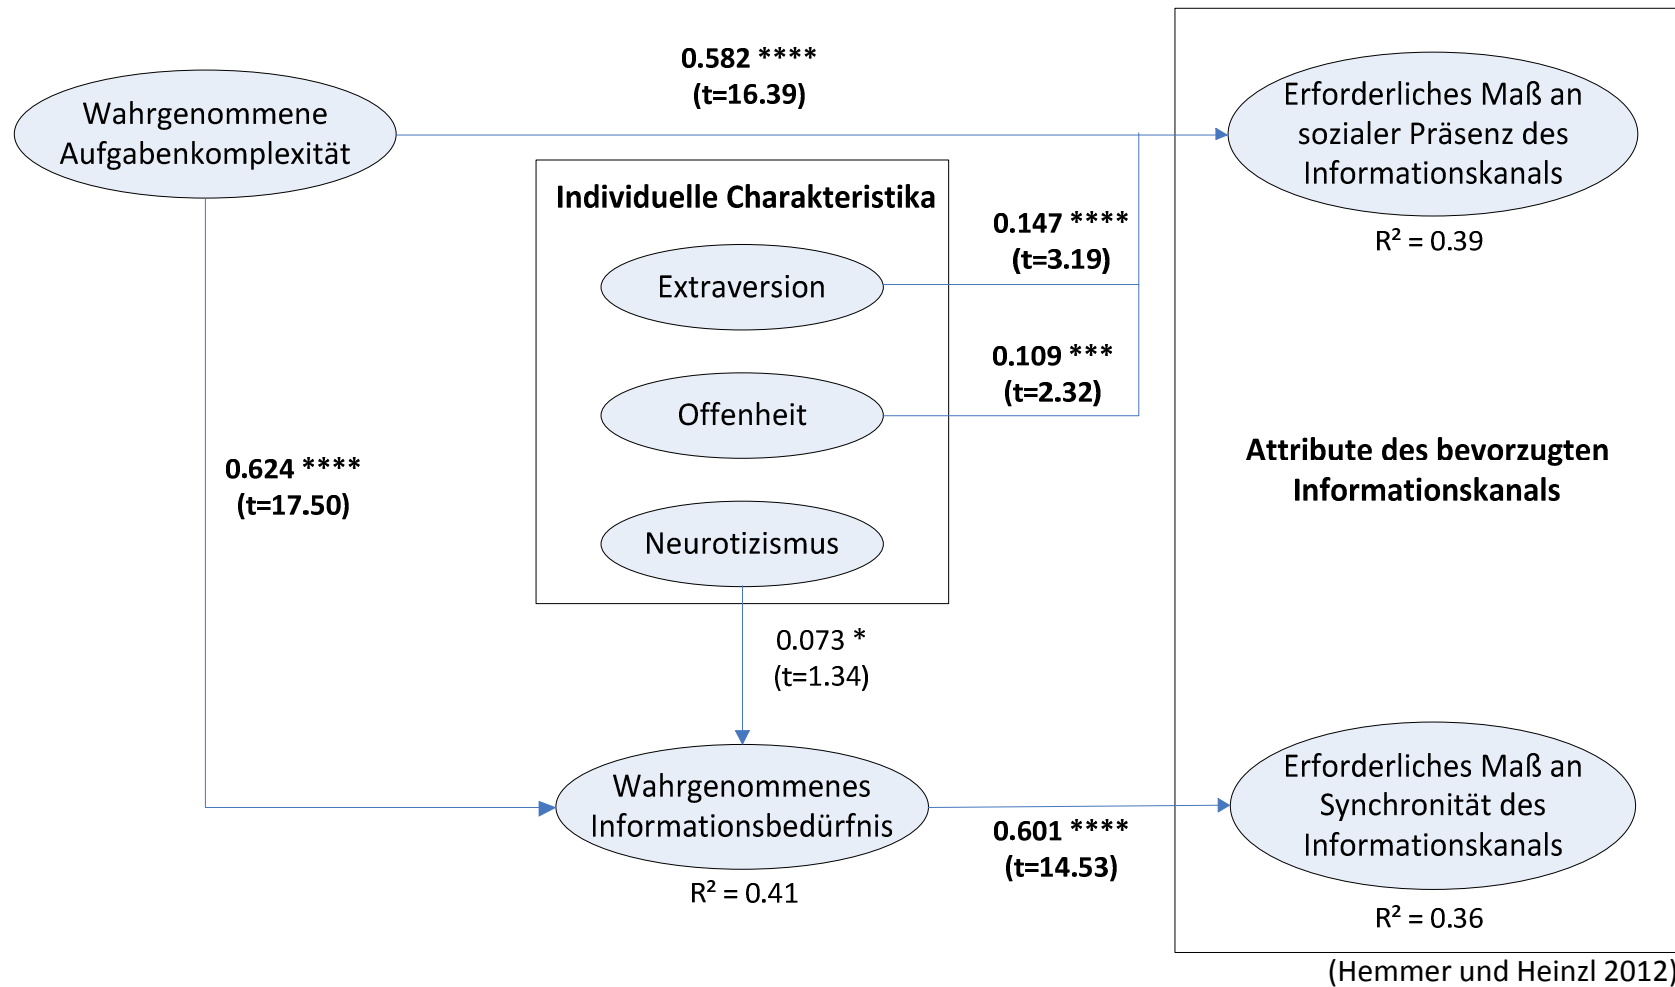 0.582 ****
(t=16.39)
Wahrgenommene
Aufgabenkomplexität
Erforderliches Maß an
sozialer Präsenz des
Informationskanals
R² = 0.39
Individuelle Charakteristika
Extraversion
0.147 ****
(t=3.19)
Offenheit
0.109 ***
(t=2.32)
Neurotizismus
0.624 ****
(t=17.50)
Attribute des bevorzugten
Informationskanals
0.073 *
(t=1.34)
Wahrgenommenes
Informationsbedürfnis
R² = 0.41
0.601 ****
(t=14.53)
Erforderliches Maß an
Synchronität des
Informationskanals
R² = 0.36
(Hemmer und Heinzl 2012)